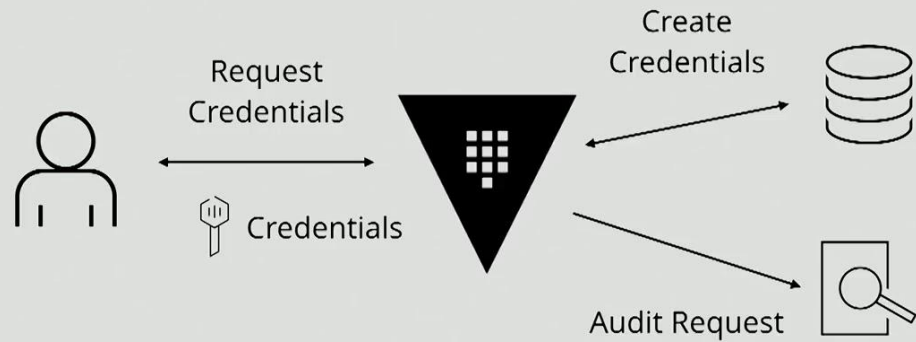 Request
Credentials
Credentials
Create
Credentials
Audit Request